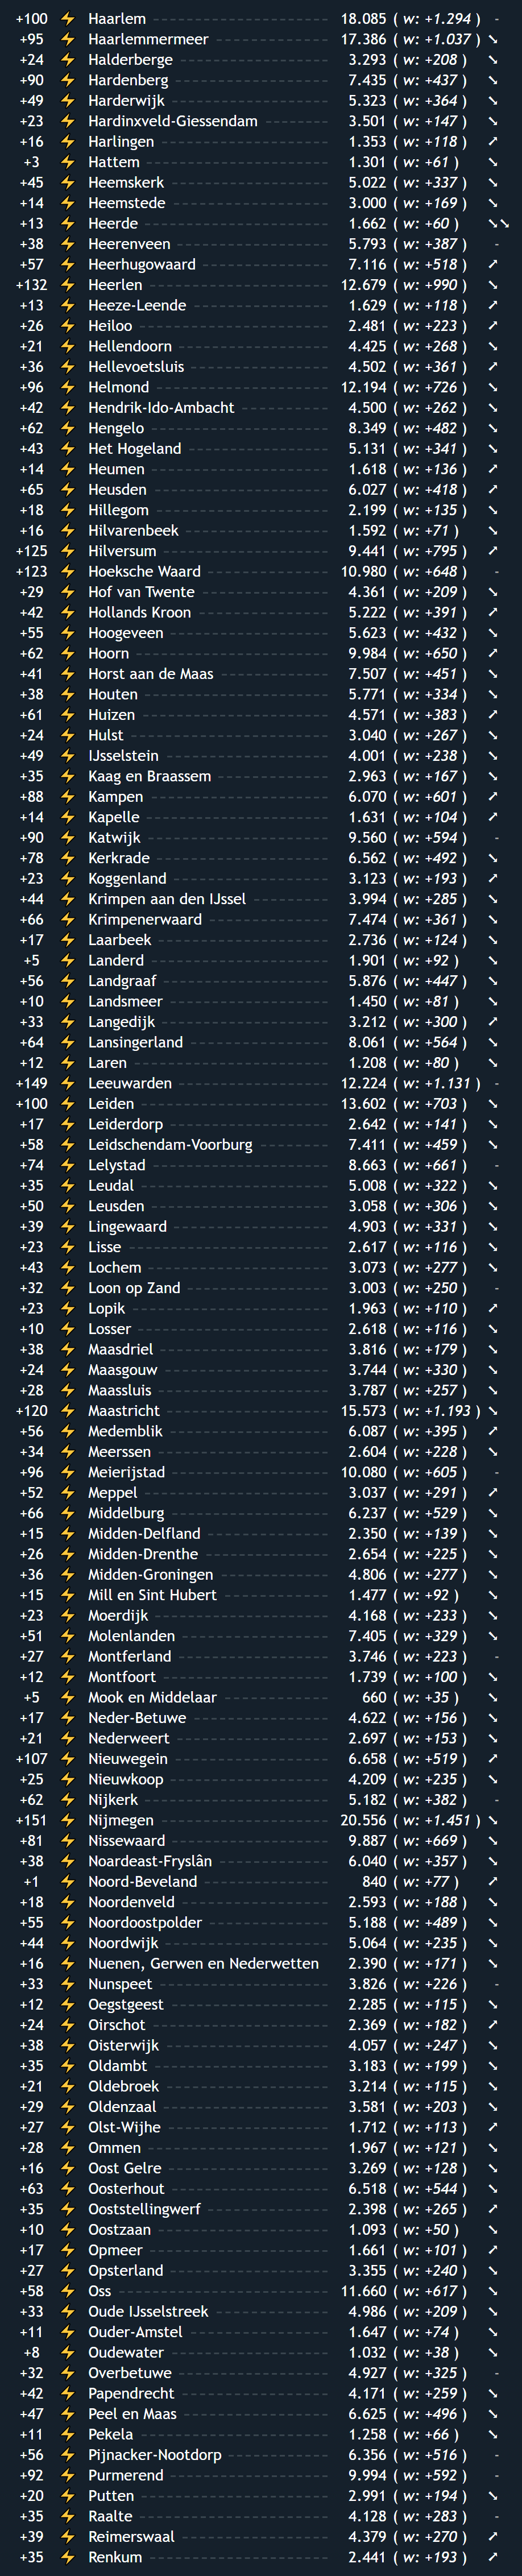 +100 ⚡ Haarlem 18.085 ( w: +1.294 ) -
+95 ⚡ Haarlemmermeer 17.386 ( w: +1.037 ) ↘
+24 ⚡ Halderberge 3.293 ( w: +208 ) ↘
+90 ⚡ Hardenberg 7.435 ( w: +437 ) ↘
+49 ⚡ Harderwijk 5.323 ( w: +364 ) ↘
+23 ⚡ Hardinxveld-Giessendam 3.501 ( w: +147 ) ↘
+16 ⚡ Harlingen 1.353 ( w: +118 ) ↗
+3 ⚡ Hattem 1.301 ( w: +61 ) ↘
+45 ⚡ Heemskerk 5.022 ( w: +337 ) ↘
+14 ⚡ Heemstede 3.000 ( w: +169 ) ↘
+13 ⚡ Heerde 1.662 ( w: +60 ) ↘↘
+38 ⚡ Heerenveen 5.793 ( w: +387 ) -
+57 ⚡ Heerhugowaard 7.116 ( w: +518 ) ↗
+132 ⚡ Heerlen 12.679 ( w: +990 ) ↘
+13 ⚡ Heeze-Leende 1.629 ( w: +118 ) ↗
+26 ⚡ Heiloo 2.481 ( w: +223 ) ↗
+21 ⚡ Hellendoorn 4.425 ( w: +268 ) ↘
+36 ⚡ Hellevoetsluis 4.502 ( w: +361 ) ↗
+96 ⚡ Helmond 12.194 ( w: +726 ) ↘
+42 ⚡ Hendrik-Ido-Ambacht 4.500 ( w: +262 ) ↘
+62 ⚡ Hengelo 8.349 ( w: +482 ) ↘
+43 ⚡ Het Hogeland 5.131 ( w: +341 ) ↘
+14 ⚡ Heumen 1.618 ( w: +136 ) ↗
+65 ⚡ Heusden 6.027 ( w: +418 ) ↗
+18 ⚡ Hillegom 2.199 ( w: +135 ) ↘
+16 ⚡ Hilvarenbeek 1.592 ( w: +71 ) ↘
+125 ⚡ Hilversum 9.441 ( w: +795 ) ↗
+123 ⚡ Hoeksche Waard 10.980 ( w: +648 ) -
+29 ⚡ Hof van Twente 4.361 ( w: +209 ) ↘
+42 ⚡ Hollands Kroon 5.222 ( w: +391 ) ↗
+55 ⚡ Hoogeveen 5.623 ( w: +432 ) ↘
+62 ⚡ Hoorn 9.984 ( w: +650 ) ↗
+41 ⚡ Horst aan de Maas 7.507 ( w: +451 ) ↘
+38 ⚡ Houten 5.771 ( w: +334 ) ↘
+61 ⚡ Huizen 4.571 ( w: +383 ) ↗
+24 ⚡ Hulst 3.040 ( w: +267 ) ↘
+49 ⚡ IJsselstein 4.001 ( w: +238 ) ↘
+35 ⚡ Kaag en Braassem 2.963 ( w: +167 ) ↘
+88 ⚡ Kampen 6.070 ( w: +601 ) ↗
+14 ⚡ Kapelle 1.631 ( w: +104 ) ↗
+90 ⚡ Katwijk 9.560 ( w: +594 ) -
+78 ⚡ Kerkrade 6.562 ( w: +492 ) ↘
+23 ⚡ Koggenland 3.123 ( w: +193 ) ↗
+44 ⚡ Krimpen aan den IJssel 3.994 ( w: +285 ) ↘
+66 ⚡ Krimpenerwaard 7.474 ( w: +361 ) ↘
+17 ⚡ Laarbeek 2.736 ( w: +124 ) ↘
+5 ⚡ Landerd 1.901 ( w: +92 ) ↘
+56 ⚡ Landgraaf 5.876 ( w: +447 ) ↘
+10 ⚡ Landsmeer 1.450 ( w: +81 ) ↘
+33 ⚡ Langedijk 3.212 ( w: +300 ) ↗
+64 ⚡ Lansingerland 8.061 ( w: +564 ) ↘
+12 ⚡ Laren 1.208 ( w: +80 ) ↘
+149 ⚡ Leeuwarden 12.224 ( w: +1.131 ) -
+100 ⚡ Leiden 13.602 ( w: +703 ) ↘
+17 ⚡ Leiderdorp 2.642 ( w: +141 ) ↘
+58 ⚡ Leidschendam-Voorburg 7.411 ( w: +459 ) ↘
+74 ⚡ Lelystad 8.663 ( w: +661 ) -
+35 ⚡ Leudal 5.008 ( w: +322 ) ↘
+50 ⚡ Leusden 3.058 ( w: +306 ) ↘
+39 ⚡ Lingewaard 4.903 ( w: +331 ) ↘
+23 ⚡ Lisse 2.617 ( w: +116 ) ↘
+43 ⚡ Lochem 3.073 ( w: +277 ) ↘
+32 ⚡ Loon op Zand 3.003 ( w: +250 ) -
+23 ⚡ Lopik 1.963 ( w: +110 ) ↗
+10 ⚡ Losser 2.618 ( w: +116 ) ↘
+38 ⚡ Maasdriel 3.816 ( w: +179 ) ↘
+24 ⚡ Maasgouw 3.744 ( w: +330 ) ↘
+28 ⚡ Maassluis 3.787 ( w: +257 ) ↘
+120 ⚡ Maastricht 15.573 ( w: +1.193 ) ↘
+56 ⚡ Medemblik 6.087 ( w: +395 ) ↗
+34 ⚡ Meerssen 2.604 ( w: +228 ) ↘
+96 ⚡ Meierijstad 10.080 ( w: +605 ) -
+52 ⚡ Meppel 3.037 ( w: +291 ) ↗
+66 ⚡ Middelburg 6.237 ( w: +529 ) ↘
+15 ⚡ Midden-Delfland 2.350 ( w: +139 ) ↘
+26 ⚡ Midden-Drenthe 2.654 ( w: +225 ) ↘
+36 ⚡ Midden-Groningen 4.806 ( w: +277 ) ↘
+15 ⚡ Mill en Sint Hubert 1.477 ( w: +92 ) ↘
+23 ⚡ Moerdijk 4.168 ( w: +233 ) ↘
+51 ⚡ Molenlanden 7.405 ( w: +329 ) ↘
+27 ⚡ Montferland 3.746 ( w: +223 ) -
+12 ⚡ Montfoort 1.739 ( w: +100 ) ↘
+5 ⚡ Mook en Middelaar 660 ( w: +35 ) ↘
+17 ⚡ Neder-Betuwe 4.622 ( w: +156 ) ↘
+21 ⚡ Nederweert 2.697 ( w: +153 ) ↘
+107 ⚡ Nieuwegein 6.658 ( w: +519 ) ↗
+25 ⚡ Nieuwkoop 4.209 ( w: +235 ) ↘
+62 ⚡ Nijkerk 5.182 ( w: +382 ) -
+151 ⚡ Nijmegen 20.556 ( w: +1.451 ) ↘
+81 ⚡ Nissewaard 9.887 ( w: +669 ) ↘
+38 ⚡ Noardeast-Fryslân 6.040 ( w: +357 ) ↘
+1 ⚡ Noord-Beveland 840 ( w: +77 ) ↗
+18 ⚡ Noordenveld 2.593 ( w: +188 ) ↘
+55 ⚡ Noordoostpolder 5.188 ( w: +489 ) ↘
+44 ⚡ Noordwijk 5.064 ( w: +235 ) ↘
+16 ⚡ Nuenen, Gerwen en Nederwetten 2.390 ( w: +171 ) ↘
+33 ⚡ Nunspeet 3.826 ( w: +226 ) -
+12 ⚡ Oegstgeest 2.285 ( w: +115 ) ↘
+24 ⚡ Oirschot 2.369 ( w: +182 ) ↗
+38 ⚡ Oisterwijk 4.057 ( w: +247 ) ↘
+35 ⚡ Oldambt 3.183 ( w: +199 ) ↘
+21 ⚡ Oldebroek 3.214 ( w: +115 ) ↘
+29 ⚡ Oldenzaal 3.581 ( w: +203 ) ↘
+27 ⚡ Olst-Wijhe 1.712 ( w: +113 ) ↗
+28 ⚡ Ommen 1.967 ( w: +121 ) ↘
+16 ⚡ Oost Gelre 3.269 ( w: +128 ) ↘
+63 ⚡ Oosterhout 6.518 ( w: +544 ) ↘
+35 ⚡ Ooststellingwerf 2.398 ( w: +265 ) ↗
+10 ⚡ Oostzaan 1.093 ( w: +50 ) ↘
+17 ⚡ Opmeer 1.661 ( w: +101 ) ↗
+27 ⚡ Opsterland 3.355 ( w: +240 ) ↘
+58 ⚡ Oss 11.660 ( w: +617 ) ↘
+33 ⚡ Oude IJsselstreek 4.986 ( w: +209 ) ↘
+11 ⚡ Ouder-Amstel 1.647 ( w: +74 ) ↘
+8 ⚡ Oudewater 1.032 ( w: +38 ) ↘
+32 ⚡ Overbetuwe 4.927 ( w: +325 ) -
+42 ⚡ Papendrecht 4.171 ( w: +259 ) ↘
+47 ⚡ Peel en Maas 6.625 ( w: +496 ) ↘
+11 ⚡ Pekela 1.258 ( w: +66 ) ↘
+56 ⚡ Pijnacker-Nootdorp 6.356 ( w: +516 ) -
+92 ⚡ Purmerend 9.994 ( w: +592 ) -
+20 ⚡ Putten 2.991 ( w: +194 ) ↘
+35 ⚡ Raalte 4.128 ( w: +283 ) -
+39 ⚡ Reimerswaal 4.379 ( w: +270 ) ↗
+35 ⚡ Renkum 2.441 ( w: +193 ) ↗